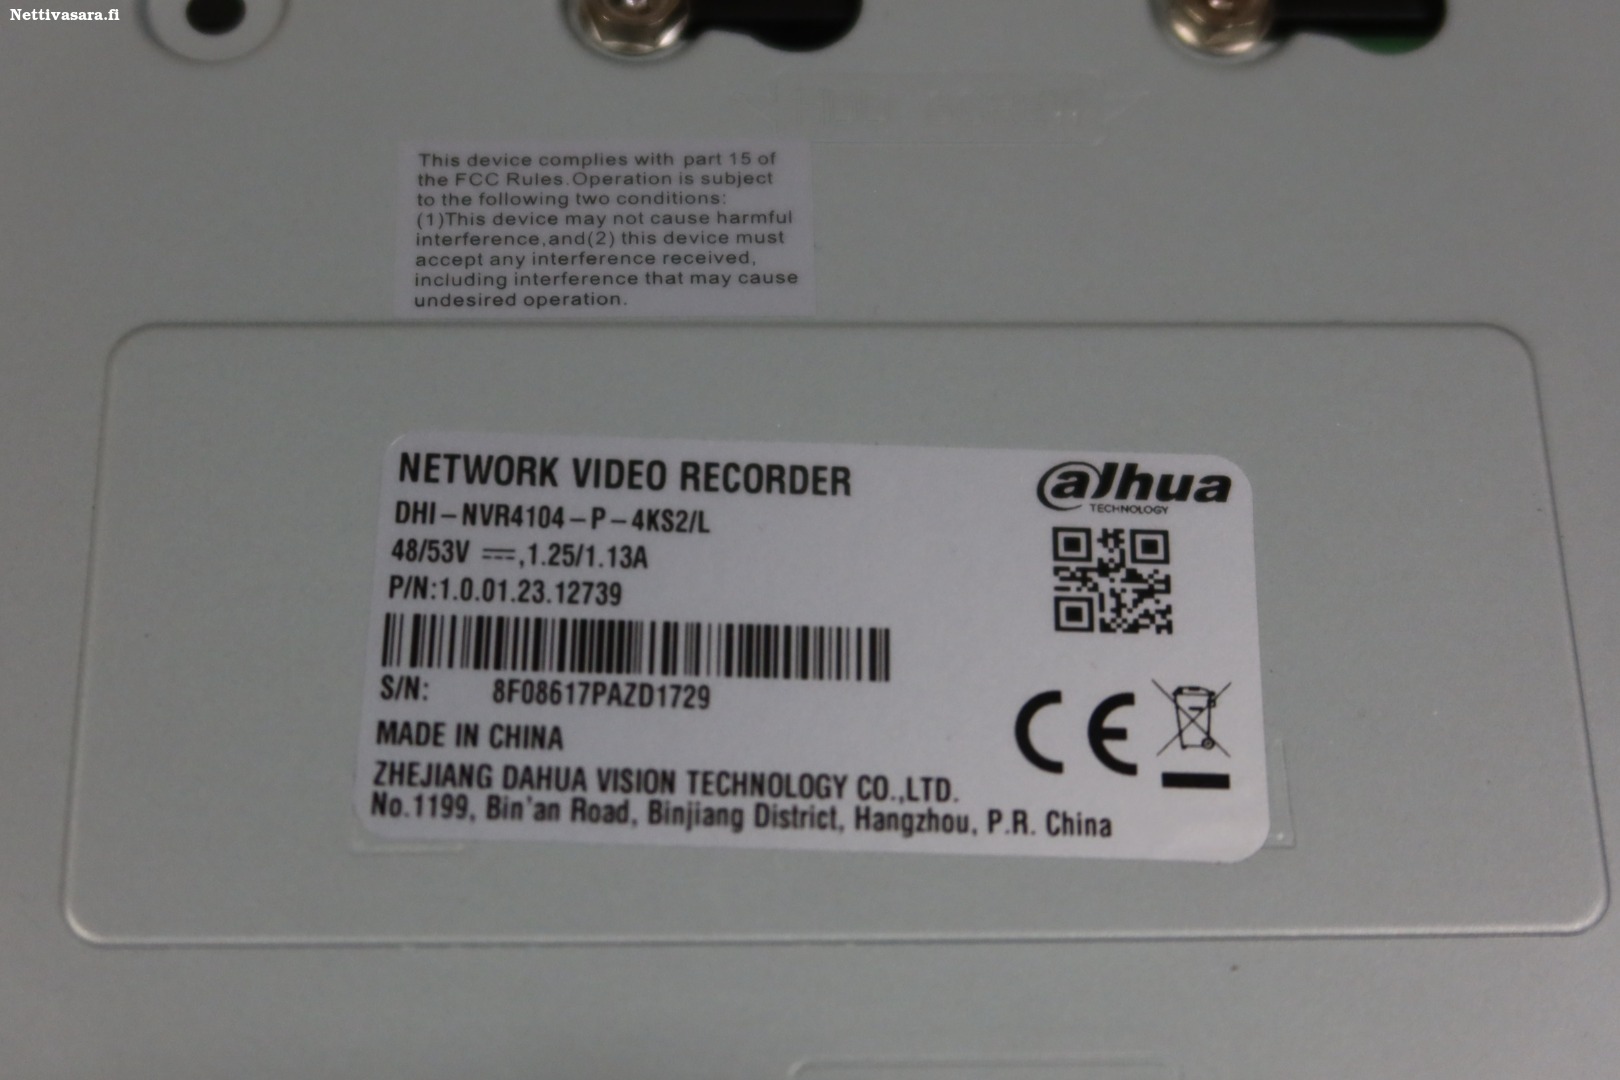 Nettivasara.fi
This device complies with part 15 of
the FCC Rules.Operation is subject
to the following two conditions:
(1)This device may not cause harmful
interference,and(2) this device must
accept any interference received,
including interference that may cause
undesired operation.
NETWORK VIDEO RECORDER
DHI-NVR4104-P-4KS2/L
48/53V ⎓,1.25/1.13A
P/N:1.0.01.23.12739
S/N: 8F08617PAZD1729
MADE IN CHINA
ZHEJIANG DAHUA VISION TECHNOLOGY CO.,LTD.
No.1199, Bin'an Road, Binjiang District, Hangzhou, P.R. China
alhua
TECHNOLOGY
CE